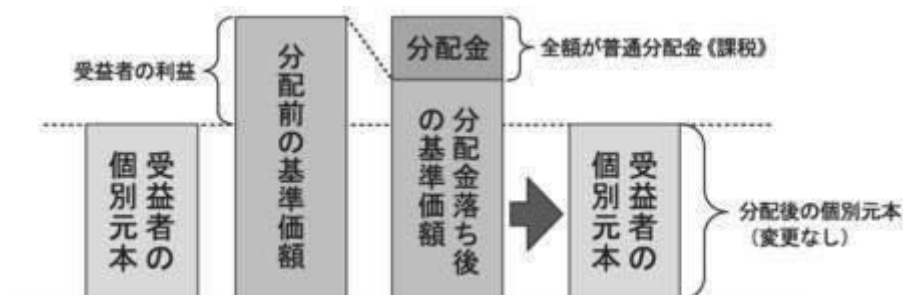 受益者の利益
分配前の基準価額
分配金
全額が普通分配金《課税》
受益者の
個別元本
分配金落ち後
の基準価額
受益者の
個別元本
分配後の個別元本
（変更なし）